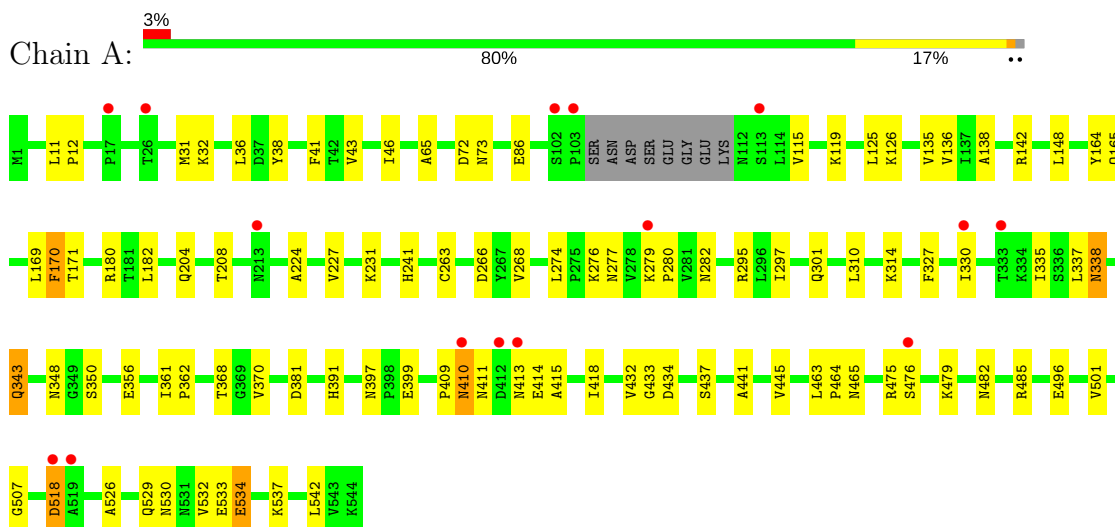 3%
Chain A:
80% 17% ••
M1 L11 P12 P17 T26 M31 K32 L36 D37 Y38 F41 T42 V43 I46 A65 D72 N73 E86 S102 P103 SER ASN ASP SER GLU GLY GLU LYS N112 S113 L114 V115 K119 L125 K126 V135 V136 I137 A138 R142 L148 Y164 Q165
L169 F170 T171 R180 T181 L182 Q204 T208 N213 A224 V227 K231 H241 C263 D266 Y267 V268 L274 P275 K276 N277 V278 K279 P280 V281 N282 R295 L296 I297 Q301 L310 K314 F327 I330 T333 K334 I335 S336 L337 N338
Q343 N348 G349 S350 E356 I361 P362 T368 G369 V370 D381 H391 N397 P398 E399 P409 N410 N411 D412 N413 E414 A415 I418 V432 G433 D434 S437 A441 V445 L463 P464 N465 R475 S476 K479 N482 R485 E496 V501
G507 D518 A519 A526 Q529 N530 N531 V532 E533 E534 K537 L542 V543 K544